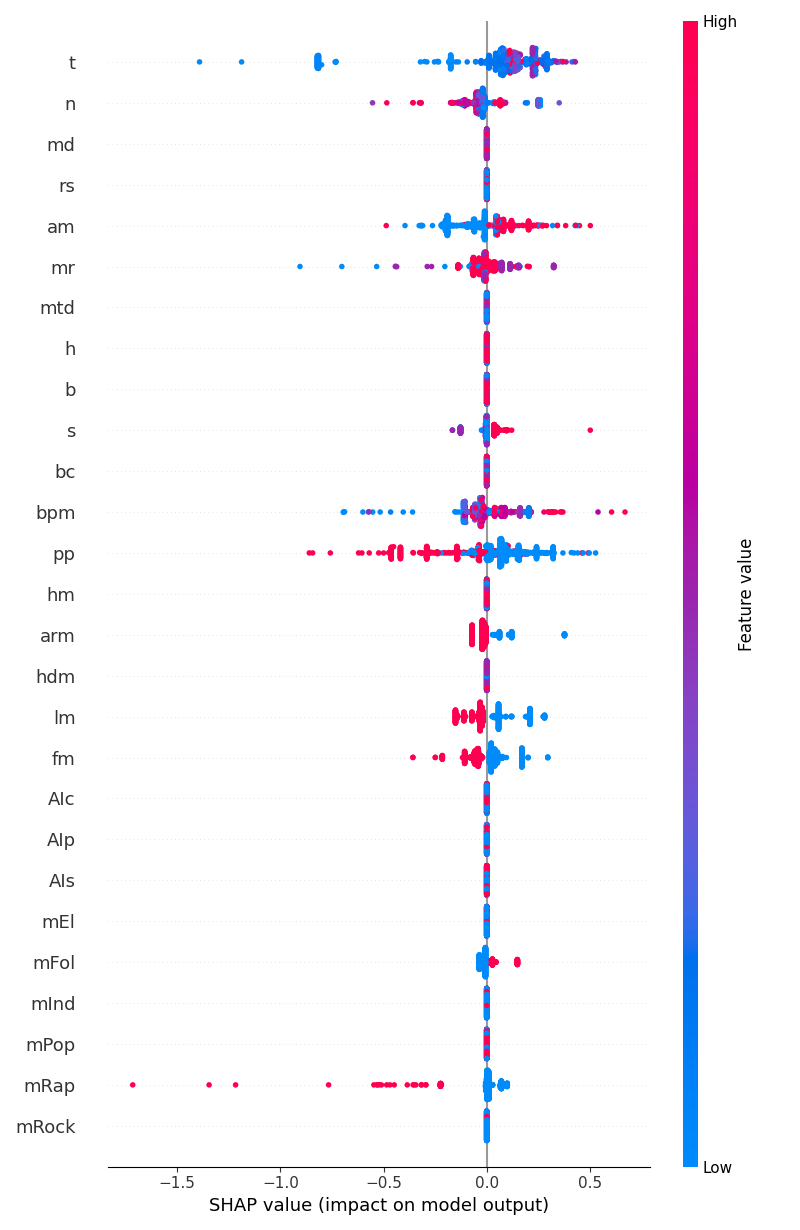 High
t
n
md
rs
am
mr
mtd
h
b
s
bc
bpm
pp
hm
arm
hdm
lm
fm
AIc
AIp
AIs
mEl
mFol
mInd
mPop
mRap
mRock
Feature value
Low
−1.5 −1.0 −0.5 0.0 0.5
SHAP value (impact on model output)